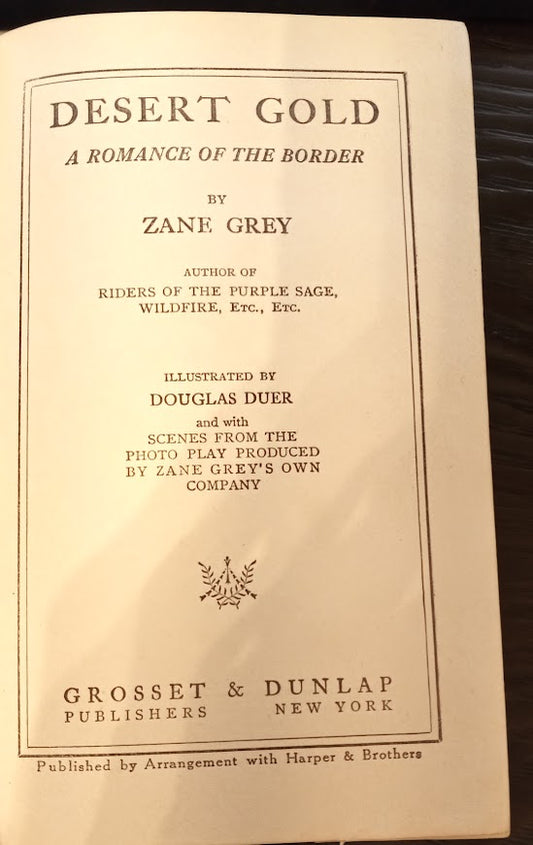 DESERT GOLD
A ROMANCE OF THE BORDER
BY
ZANE GREY
AUTHOR OF
RIDERS OF THE PURPLE SAGE,
WILDFIRE, Etc., Etc.
ILLUSTRATED BY
DOUGLAS DUER
and with
SCENES FROM THE
PHOTO PLAY PRODUCED
BY ZANE GREY'S OWN
COMPANY
GROSSET & DUNLAP
PUBLISHERS NEW YORK
Published by Arrangement with Harper & Brothers